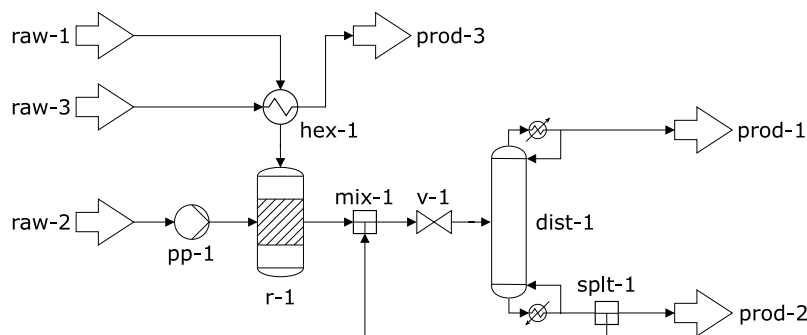 raw-1
prod-3
raw-3
hex-1
prod-1
raw-2
mix-1
v-1
dist-1
pp-1
r-1
splt-1
prod-2